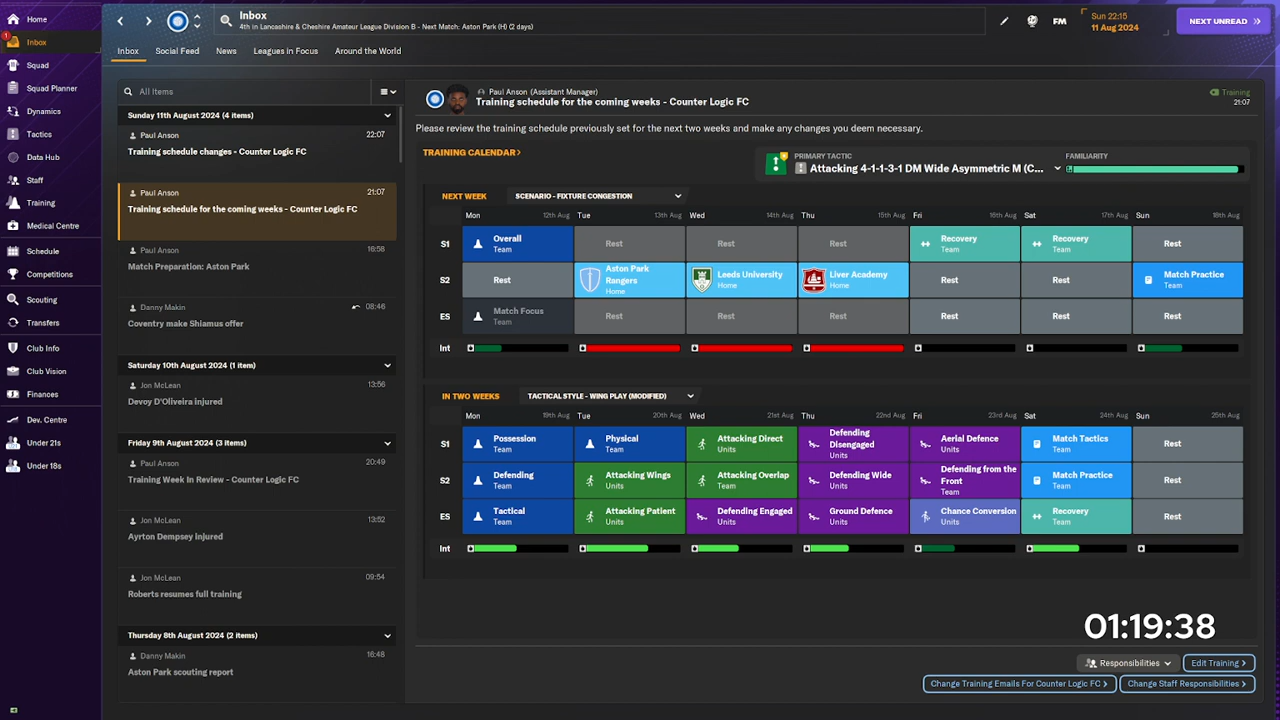 Home
1
Inbox
Squad
Squad Planner
Dynamics
Tactics
Data Hub
Staff
Training
Medical Centre
Schedule
Competitions
Scouting
Transfers
Club Info
Club Vision
Finances
Dev. Centre
Under 21s
Under 18s
Inbox
4th in Lancashire & Cheshire Amateur League Division B - Next Match: Aston Park (H) (2 days)
FM
Sun 22:15
11 Aug 2024
NEXT UNREAD
Inbox
Social Feed
News
Leagues in Focus
Around the World
All Items
Sunday 11th August 2024 (4 items)
Paul Anson 22:07
Training schedule changes - Counter Logic FC
Paul Anson 21:07
Training schedule for the coming weeks - Counter Logic FC
Paul Anson 16:58
Match Preparation: Aston Park
Danny Makin 08:46
Coventry make Shiamus offer
Saturday 10th August 2024 (1 item)
Jon McLean 13:56
Devoy D'Oliveira injured
Friday 9th August 2024 (3 items)
Paul Anson 20:49
Training Week In Review - Counter Logic FC
Jon McLean 13:52
Ayrton Dempsey injured
Jon McLean 09:54
Roberts resumes full training
Thursday 8th August 2024 (2 items)
Danny Makin 16:48
Aston Park scouting report
Paul Anson (Assistant Manager)
Training schedule for the coming weeks - Counter Logic FC
Training
21:07
Please review the training schedule previously set for the next two weeks and make any changes you deem necessary.
TRAINING CALENDAR>
PRIMARY TACTIC
Attacking 4-1-1-3-1 DM Wide Asymmetric M (C...
FAMILIARITY
NEXT WEEK SCENARIO - FIXTURE CONGESTION
Mon 12th Aug Tue 13th Aug Wed 14th Aug Thu 15th Aug Fri 16th Aug Sat 17th Aug Sun 18th Aug
S1
Overall
Team
Rest
Rest
Rest
Recovery
Team
Recovery
Team
Rest
S2
Rest
Aston Park
Rangers
Home
Leeds University
Home
Liver Academy
Home
Rest
Rest
Match Practice
Team
ES
Match Focus
Team
Rest
Rest
Rest
Rest
Rest
Rest
Int
IN TWO WEEKS TACTICAL STYLE - WING PLAY (MODIFIED)
Mon 19th Aug Tue 20th Aug Wed 21st Aug Thu 22nd Aug Fri 23rd Aug Sat 24th Aug Sun 25th Aug
S1
Possession
Team
Physical
Team
Attacking Direct
Units
Defending
Disengaged
Units
Aerial Defence
Units
Match Tactics
Team
Rest
S2
Defending
Team
Attacking Wings
Units
Attacking Overlap
Team
Defending Wide
Units
Defending from the
Front
Team
Match Practice
Team
Rest
ES
Tactical
Team
Attacking Patient
Units
Defending Engaged
Units
Ground Defence
Units
Chance Conversion
Units
Recovery
Team
Rest
Int
01:19:38
Responsibilities
Edit Training >
Change Training Emails For Counter Logic FC >
Change Staff Responsibilities >